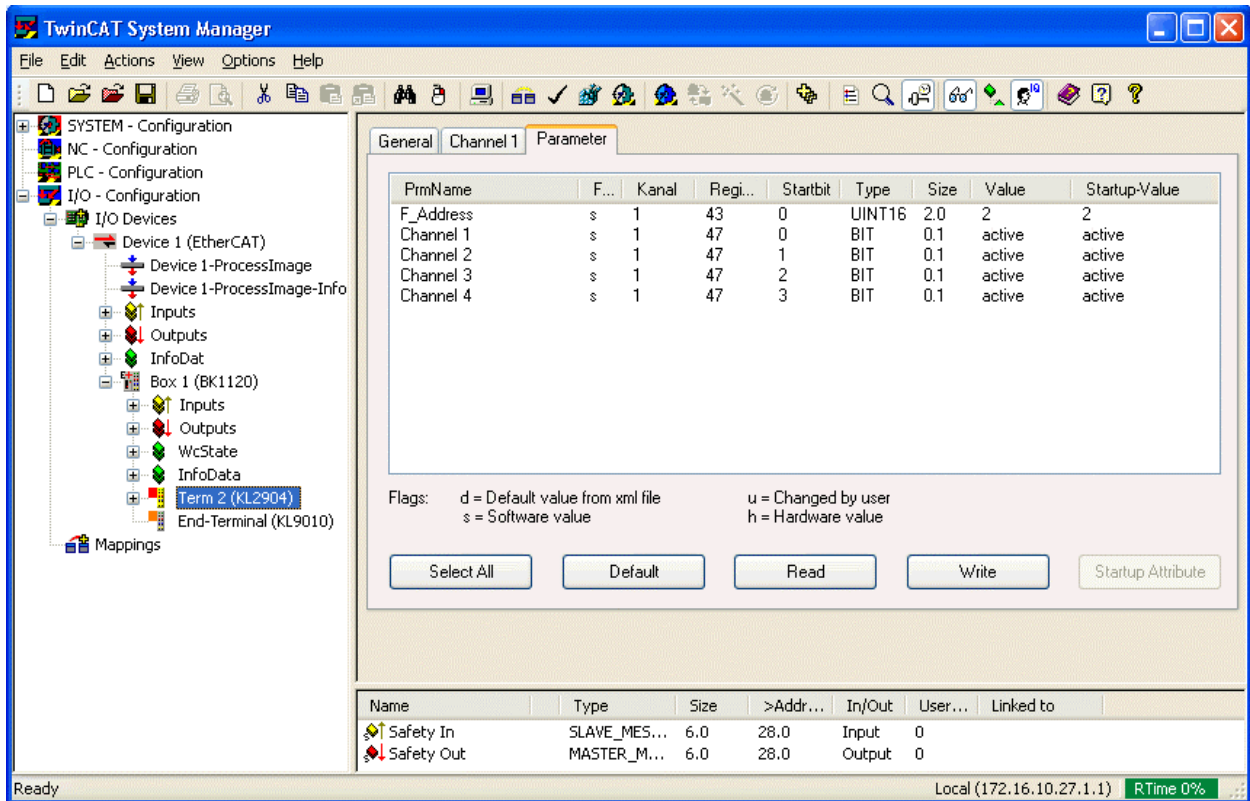 TwinCAT System Manager
File Edit Actions View Options Help
SYSTEM - Configuration
NC - Configuration
PLC - Configuration
I/O - Configuration
I/O Devices
Device 1 (EtherCAT)
Device 1-ProcessImage
Device 1-ProcessImage-Info
Inputs
Outputs
InfoDat
Box 1 (BK1120)
Inputs
Outputs
WcState
InfoData
Term 2 (KL2904)
End-Terminal (KL9010)
Mappings
General Channel 1 Parameter
PrmName F... Kanal Regi... Startbit Type Size Value Startup-Value
F_Address s 1 43 0 UINT16 2.0 2 2
Channel 1 s 1 47 0 BIT 0.1 active active
Channel 2 s 1 47 1 BIT 0.1 active active
Channel 3 s 1 47 2 BIT 0.1 active active
Channel 4 s 1 47 3 BIT 0.1 active active
Flags: d = Default value from xml file u = Changed by user
s = Software value h = Hardware value
Select All Default Read Write Startup Attribute
Name Type Size >Addr... In/Out User... Linked to
Safety In SLAVE_MES... 6.0 28.0 Input 0
Safety Out MASTER_M... 6.0 28.0 Output 0
Ready Local (172.16.10.27.1.1) RTime 0%